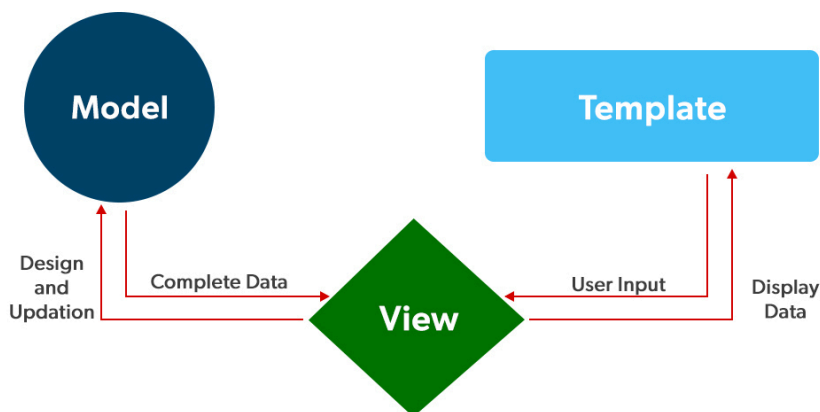 Model
Template
Design
and
Updation
Complete Data
User Input
Display
Data
View